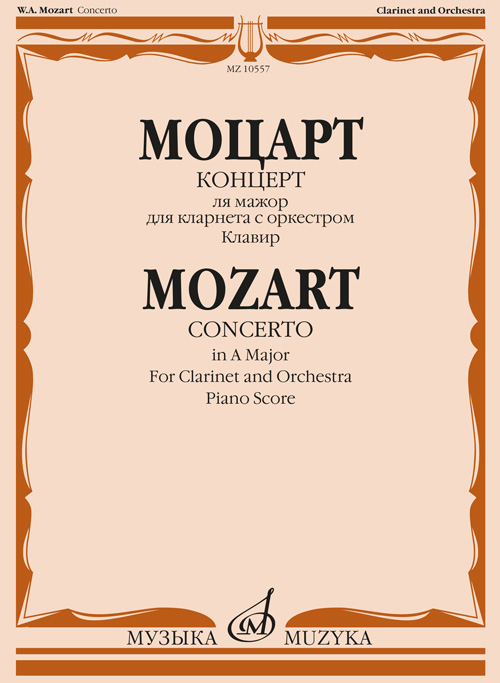 W.A. Mozart Concerto
Clarinet and Orchestra
MZ 10557
МОЦАРТ
КОНЦЕРТ
ля мажор
для кларнета с оркестром
Клавир
MOZART
CONCERTO
in A Major
For Clarinet and Orchestra
Piano Score
МУЗЫКА M MUZYKA